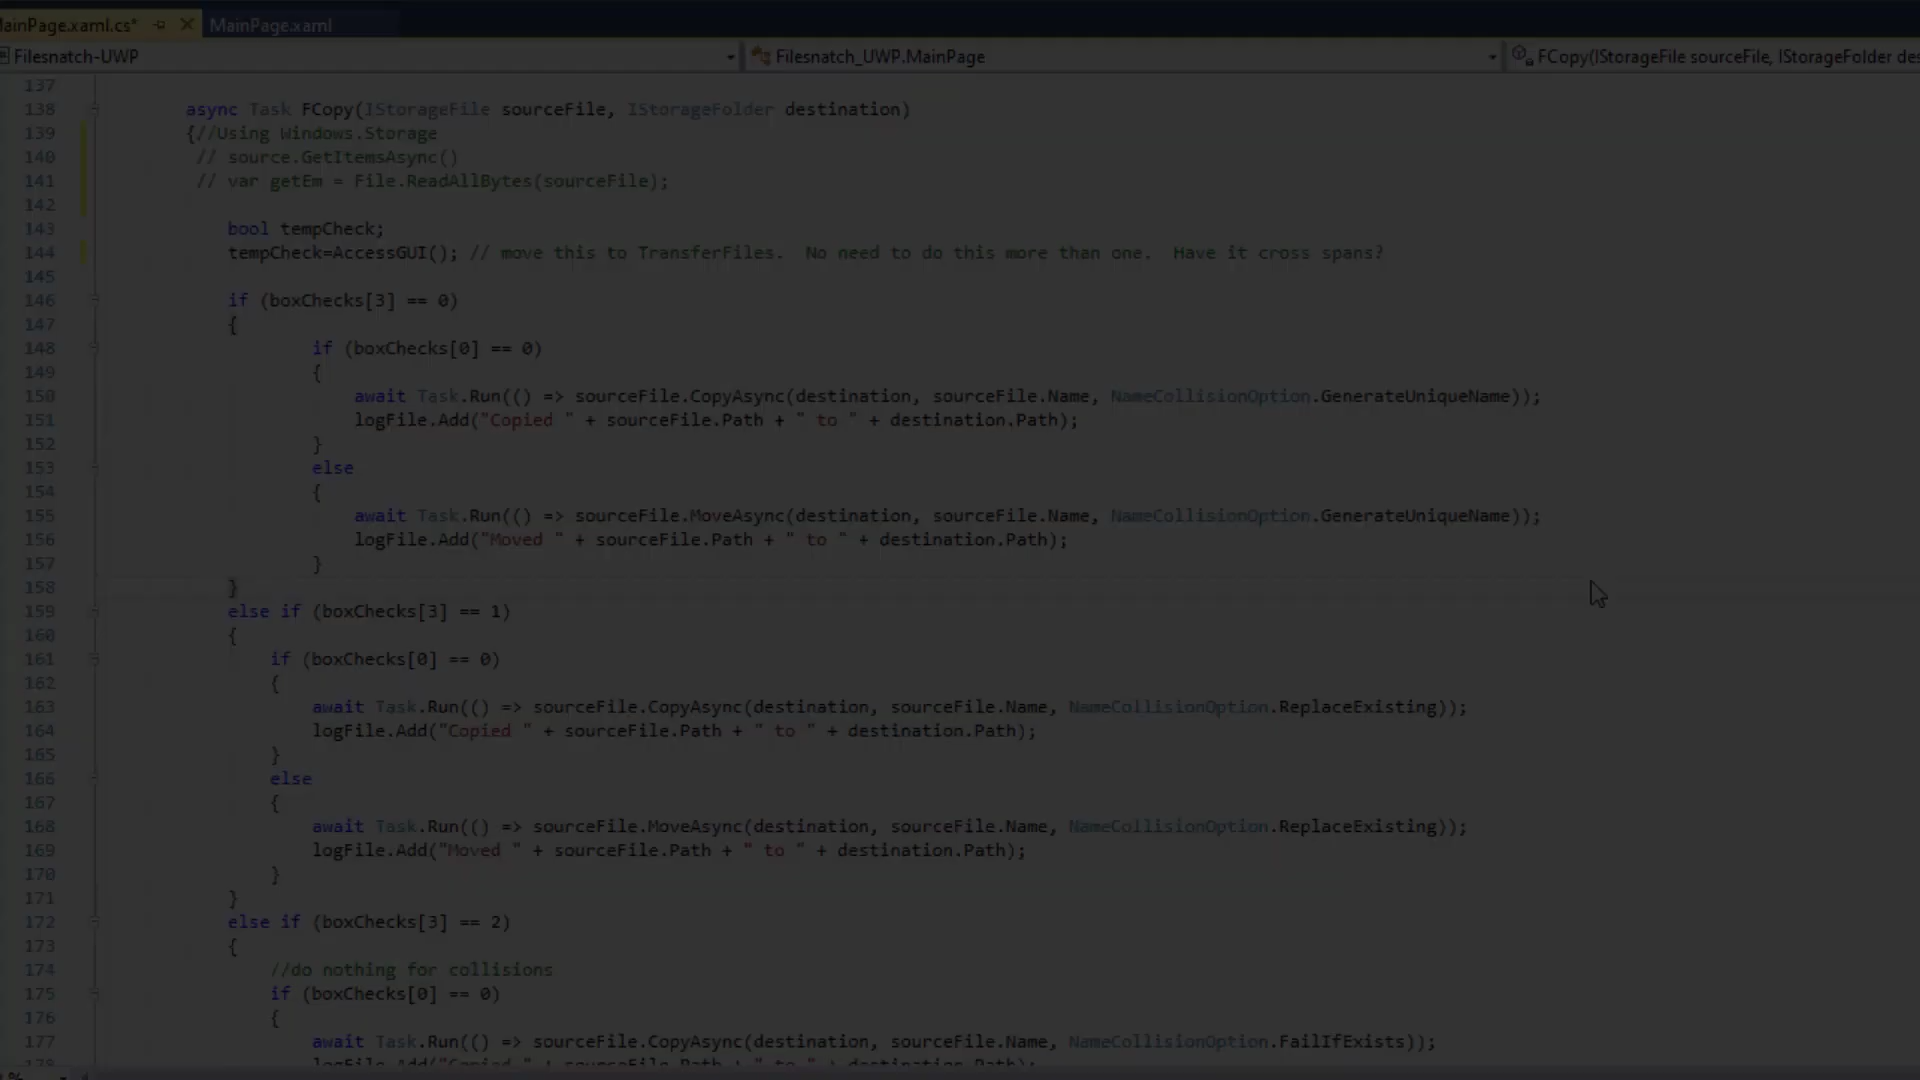 MainPage.xaml.cs* MainPage.xaml
Filesnatch-UWP Filesnatch_UWP.MainPage FCopy(IStorageFile sourceFile, IStorageFolder des
137
138 async Task FCopy(IStorageFile sourceFile, IStorageFolder destination)
139 {//Using Windows.Storage
140 // source.GetItemsAsync()
141 // var getEm = File.ReadAllBytes(sourceFile);
142
143 bool tempCheck;
144 tempCheck=AccessGUI(); // move this to TransferFiles.  No need to do this more than one.  Have it cross spans?
145
146 if (boxChecks[3] == 0)
147 {
148 if (boxChecks[0] == 0)
149 {
150 await Task.Run(() => sourceFile.CopyAsync(destination, sourceFile.Name, NameCollisionOption.GenerateUniqueName));
151 logFile.Add("Copied " + sourceFile.Path + " to " + destination.Path);
152 }
153 else
154 {
155 await Task.Run(() => sourceFile.MoveAsync(destination, sourceFile.Name, NameCollisionOption.GenerateUniqueName));
156 logFile.Add("Moved " + sourceFile.Path + " to " + destination.Path);
157 }
158 }
159 else if (boxChecks[3] == 1)
160 {
161 if (boxChecks[0] == 0)
162 {
163 await Task.Run(() => sourceFile.CopyAsync(destination, sourceFile.Name, NameCollisionOption.ReplaceExisting));
164 logFile.Add("Copied " + sourceFile.Path + " to " + destination.Path);
165 }
166 else
167 {
168 await Task.Run(() => sourceFile.MoveAsync(destination, sourceFile.Name, NameCollisionOption.ReplaceExisting));
169 logFile.Add("Moved " + sourceFile.Path + " to " + destination.Path);
170 }
171 }
172 else if (boxChecks[3] == 2)
173 {
174 //do nothing for collisions
175 if (boxChecks[0] == 0)
176 {
177 await Task.Run(() => sourceFile.CopyAsync(destination, sourceFile.Name, NameCollisionOption.FailIfExists));
178 logFile.Add("Copied " + sourceFile.Path + " to " + destination.Path);